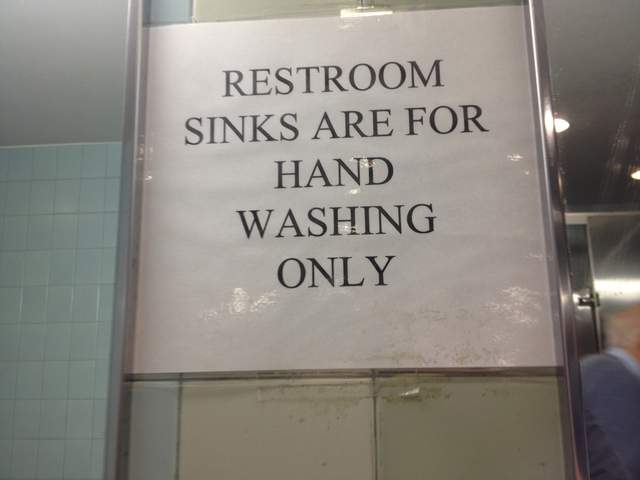 RESTROOM
SINKS ARE FOR
HAND
WASHING
ONLY